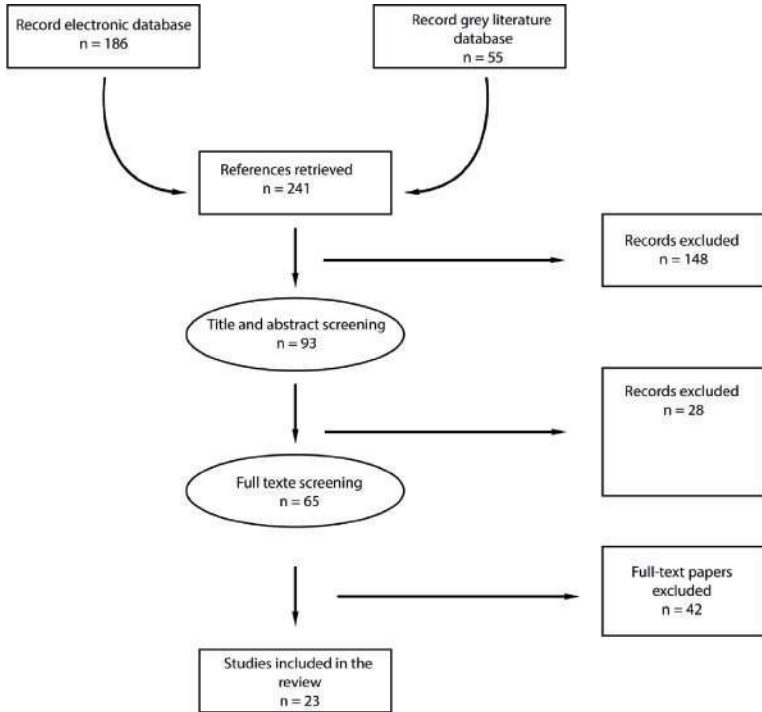 Record electronic database
n = 186
Record grey literature
database
n = 55
References retrieved
n = 241
Records excluded
n = 148
Title and abstract screening
n = 93
Records excluded
n = 28
Full texte screening
n = 65
Full-text papers
excluded
n = 42
Studies included in the
review
n = 23